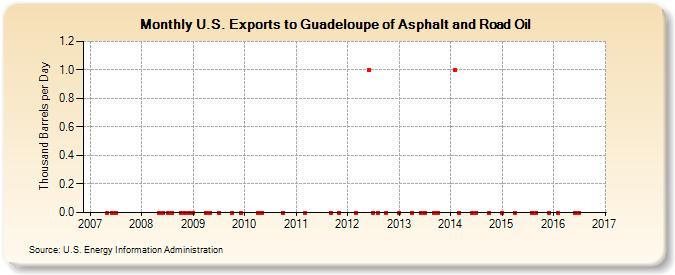 Monthly U.S. Exports to Guadeloupe of Asphalt and Road Oil
Thousand Barrels per Day
1.2
1.0
0.8
0.6
0.4
0.2
0.0
2007 2008 2009 2010 2011 2012 2013 2014 2015 2016 2017
Source: U.S. Energy Information Administration